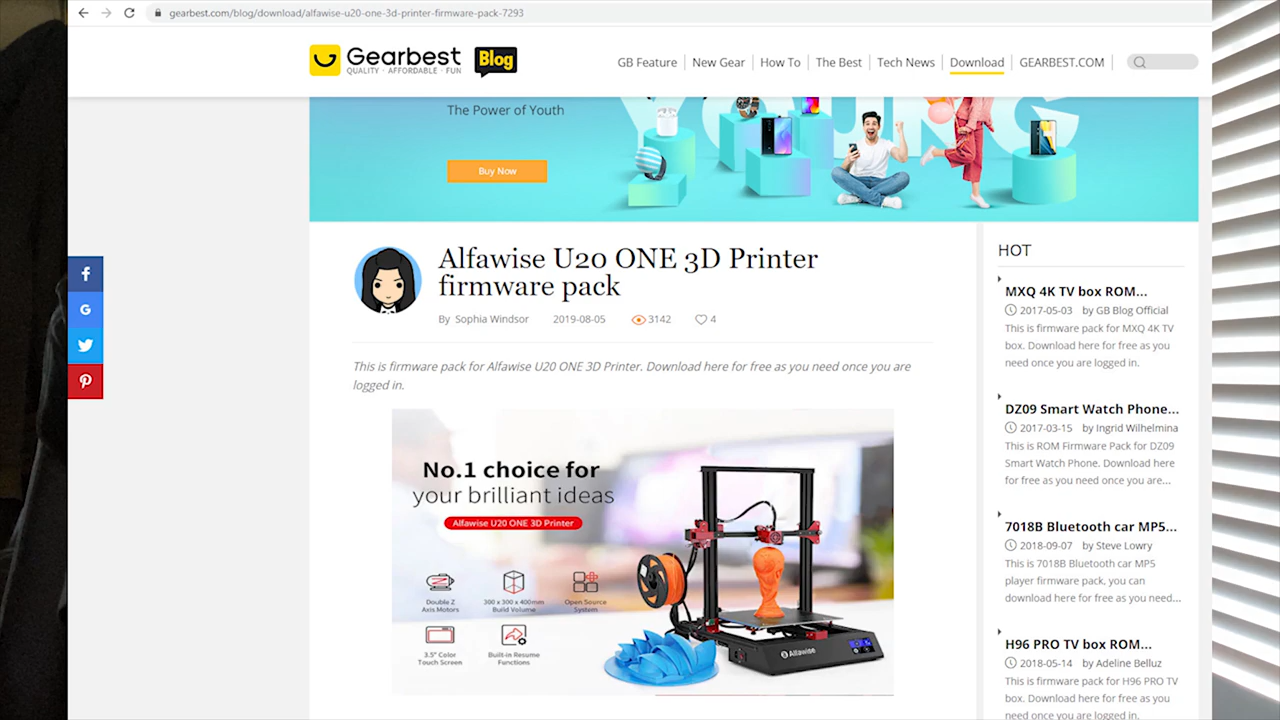 gearbest.com/blog/download/alfawise-u20-one-3d-printer-firmware-pack-7293
Gearbest Blog
QUALITY · AFFORDABLE · FUN
GB Feature New Gear How To The Best Tech News Download GEARBEST.COM
YOUNG
The Power of Youth
Buy Now
Alfawise U20 ONE 3D Printer
firmware pack
By Sophia Windsor 2019-08-05 3142 4
This is firmware pack for Alfawise U20 ONE 3D Printer. Download here for free as you need once you are
logged in.
No.1 choice for
your brilliant ideas
Alfawise U20 ONE 3D Printer
Double Z
Axis Motors
300 x 300 x 400mm
Build Volume
Open Source
System
3.5" Color
Touch Screen
Built-in Resume
Functions
Alfawise
HOT
MXQ 4K TV box ROM...
2017-05-03 by GB Blog Official
This is firmware pack for MXQ 4K TV
box. Download here for free as you
need once you are logged in.
DZ09 Smart Watch Phone...
2017-03-15 by Ingrid Wilhelmina
This is ROM Firmware Pack for DZ09
Smart Watch Phone. Download here
for free as you need once you are...
7018B Bluetooth car MP5...
2018-09-07 by Steve Lowry
This is 7018B Bluetooth car MP5
player firmware pack, you can
download here for free as you need...
H96 PRO TV box ROM...
2018-05-14 by Adeline Belluz
This is firmware pack for H96 PRO TV
box. Download here for free as you
need once you are logged in.